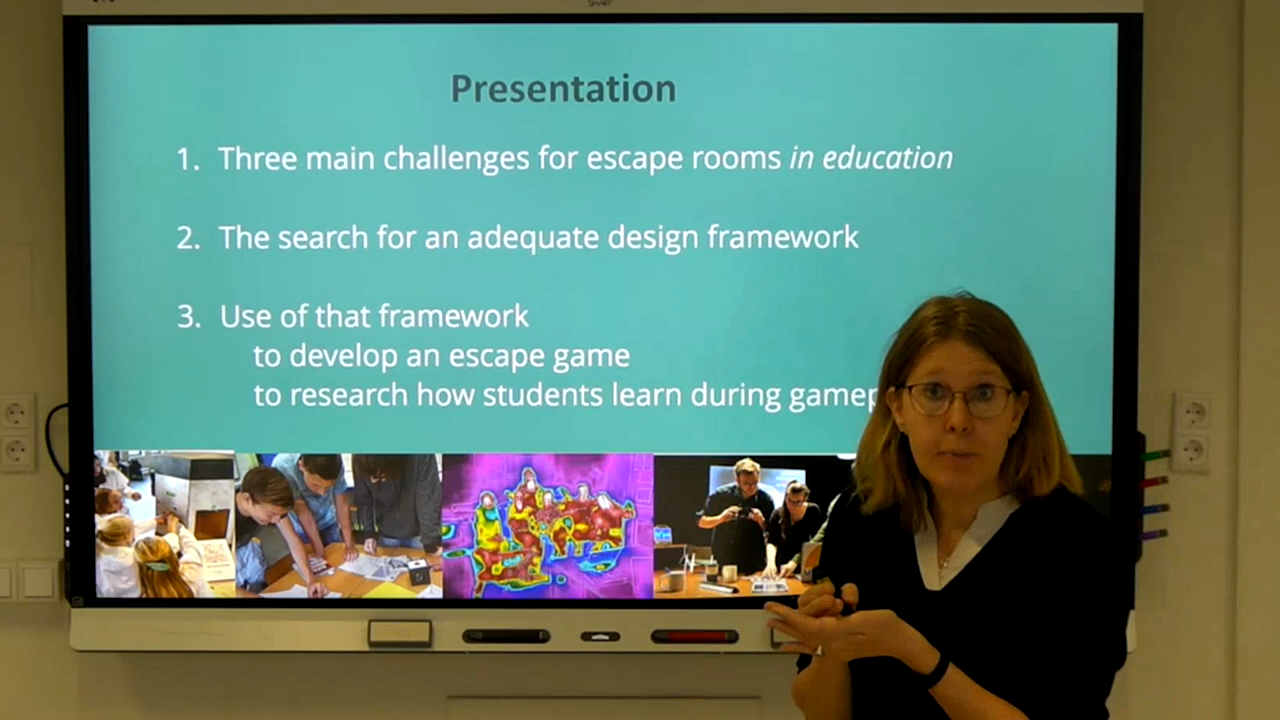 SMART
Presentation
1. Three main challenges for escape rooms in education
2. The search for an adequate design framework
3. Use of that framework
to develop an escape game
to research how students learn during gamep